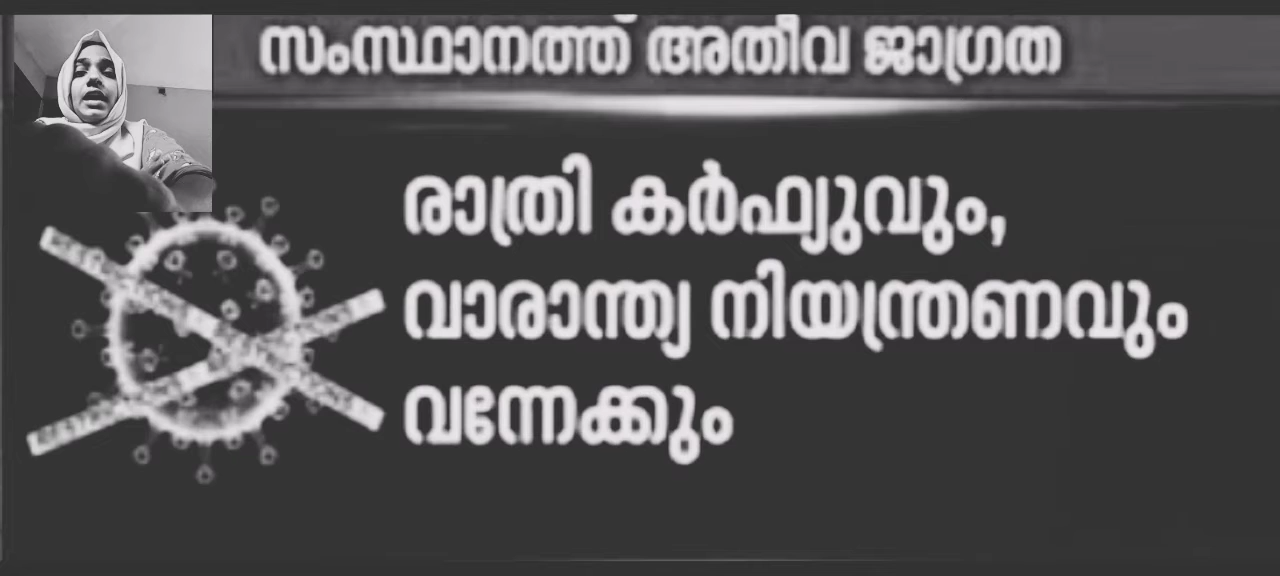 സംസ്ഥാനത്ത് അതീവ ജാഗ്രത
രാത്രി കർഫ്യുവും,
വാരാന്ത്യ നിയന്ത്രണവും
വന്നേക്കും